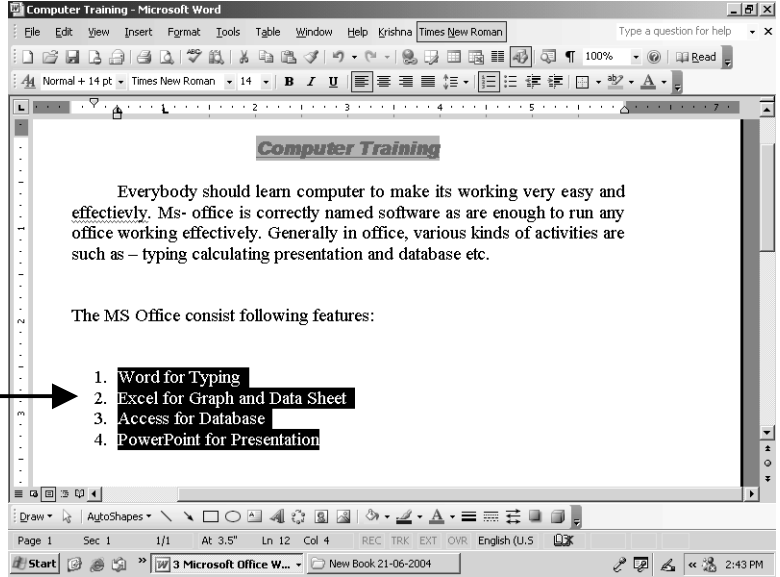 Computer Training - Microsoft Word
File Edit View Insert Format Tools Table Window Help Krishna Times New Roman Type a question for help
100% Read
Normal + 14 pt Times New Roman 14 B I U
1 2 3 4 5 7
Computer Training
Everybody should learn computer to make its working very easy and
effectievly. Ms- office is correctly named software as are enough to run any
office working effectively. Generally in office, various kinds of activities are
such as – typing calculating presentation and database etc.
The MS Office consist following features:
1. Word for Typing
2. Excel for Graph and Data Sheet
3. Access for Database
4. PowerPoint for Presentation
Draw AutoShapes
Page 1 Sec 1 1/1 At 3.5" Ln 12 Col 4 REC TRK EXT OVR English (U.S
Start » 3 Microsoft Office W... New Book 21-06-2004 « 2:43 PM